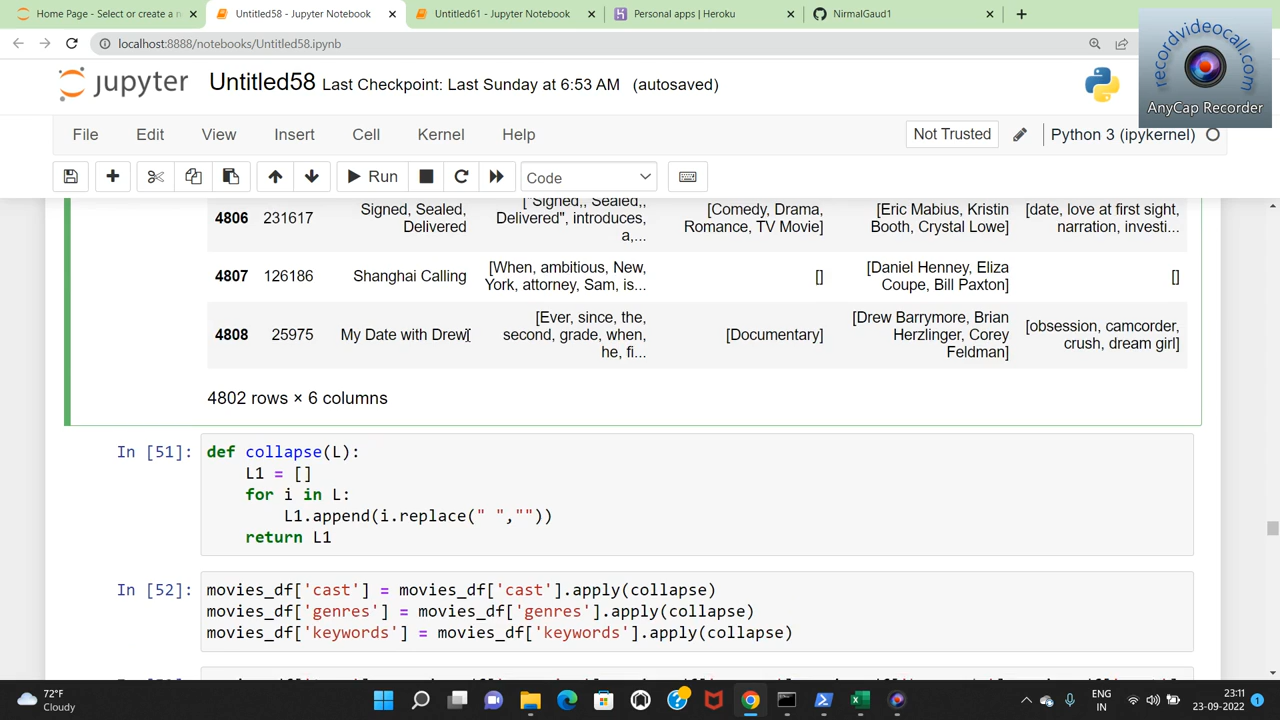 Home Page - Select or create a n
Untitled58 - Jupyter Notebook
Untitled61 - Jupyter Notebook
Personal apps | Heroku
NirmalGaud1
localhost:8888/notebooks/Untitled58.ipynb
recordvideocall.com
AnyCap Recorder
jupyter Untitled58 Last Checkpoint: Last Sunday at 6:53 AM (autosaved)
File Edit View Insert Cell Kernel Help
Not Trusted
Python 3 (ipykernel)
Run
Code
4806 231617 Signed, Sealed, Delivered ["Signed,, Sealed,, Delivered", introduces, a,... [Comedy, Drama, Romance, TV Movie] [Eric Mabius, Kristin Booth, Crystal Lowe] [date, love at first sight, narration, investi...
4807 126186 Shanghai Calling [When, ambitious, New, York, attorney, Sam, is... [] [Daniel Henney, Eliza Coupe, Bill Paxton] []
4808 25975 My Date with Drew [Ever, since, the, second, grade, when, he, fi... [Documentary] [Drew Barrymore, Brian Herzlinger, Corey Feldman] [obsession, camcorder, crush, dream girl]
4802 rows × 6 columns
In [51]:
def collapse(L):
    L1 = []
    for i in L:
        L1.append(i.replace(" ",""))
    return L1
In [52]:
movies_df['cast'] = movies_df['cast'].apply(collapse)
movies_df['genres'] = movies_df['genres'].apply(collapse)
movies_df['keywords'] = movies_df['keywords'].apply(collapse)
72°F
Cloudy
ENG
IN
23:11
23-09-2022